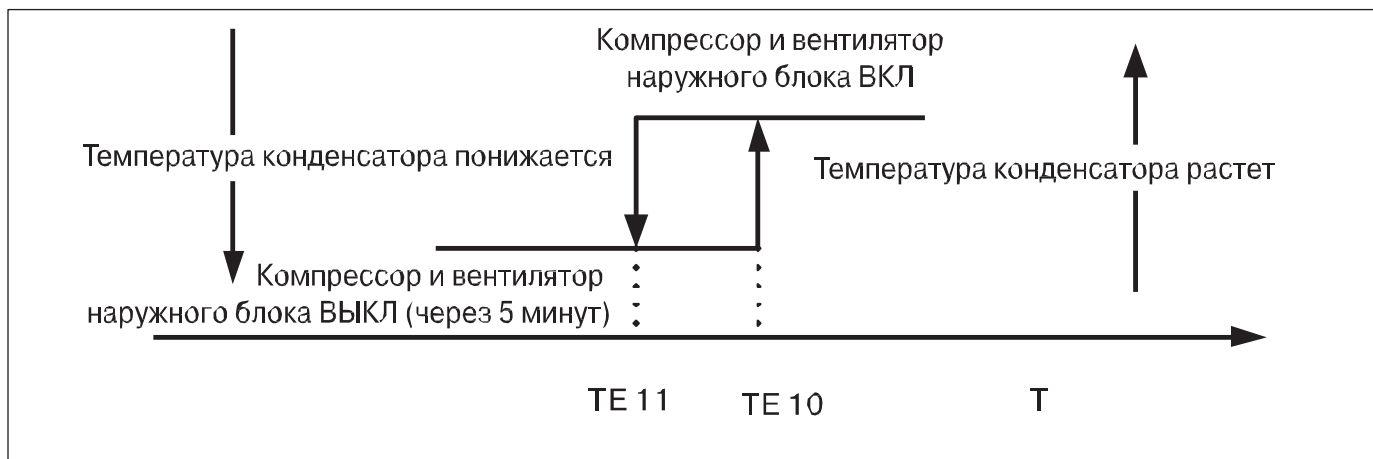 Компрессор и вентилятор
наружного блока ВКЛ
Температура конденсатора понижается
Температура конденсатора растет
Компрессор и вентилятор
наружного блока ВЫКЛ (через 5 минут)
TE 11
TE 10
T